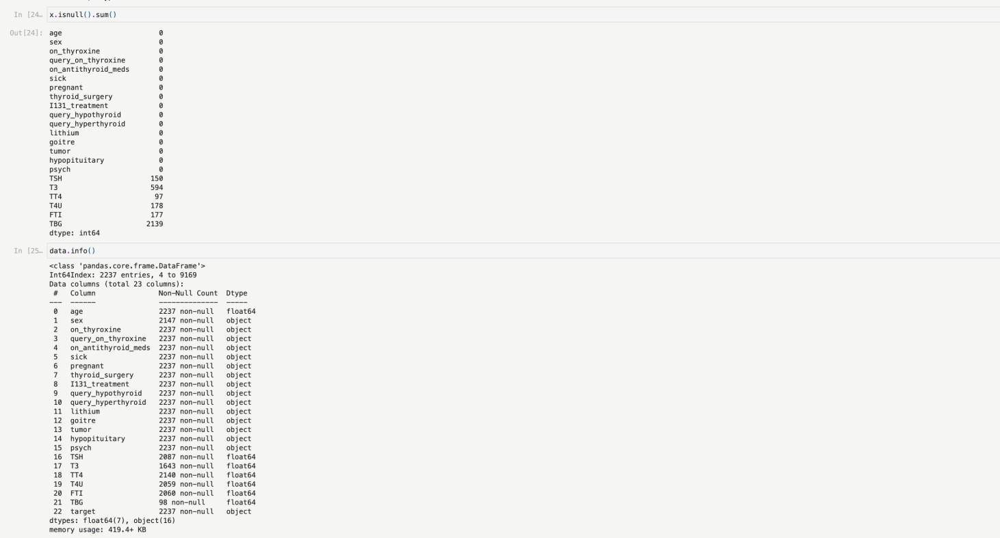 In [24… x.isnull().sum()
Out[24]: age 0
sex 0
on_thyroxine 0
query_on_thyroxine 0
on_antithyroid_meds 0
sick 0
pregnant 0
thyroid_surgery 0
I131_treatment 0
query_hypothyroid 0
query_hyperthyroid 0
lithium 0
goitre 0
tumor 0
hypopituitary 0
psych 0
TSH 150
T3 594
TT4 97
T4U 178
FTI 177
TBG 2139
dtype: int64
In [25… data.info()
<class 'pandas.core.frame.DataFrame'>
Int64Index: 2237 entries, 4 to 9169
Data columns (total 23 columns):
# Column Non-Null Count Dtype
--- ------ -------------- -----
0 age 2237 non-null float64
1 sex 2147 non-null object
2 on_thyroxine 2237 non-null object
3 query_on_thyroxine 2237 non-null object
4 on_antithyroid_meds 2237 non-null object
5 sick 2237 non-null object
6 pregnant 2237 non-null object
7 thyroid_surgery 2237 non-null object
8 I131_treatment 2237 non-null object
9 query_hypothyroid 2237 non-null object
10 query_hyperthyroid 2237 non-null object
11 lithium 2237 non-null object
12 goitre 2237 non-null object
13 tumor 2237 non-null object
14 hypopituitary 2237 non-null object
15 psych 2237 non-null object
16 TSH 2087 non-null float64
17 T3 1643 non-null float64
18 TT4 2140 non-null float64
19 T4U 2059 non-null float64
20 FTI 2060 non-null float64
21 TBG 98 non-null float64
22 target 2237 non-null object
dtypes: float64(7), object(16)
memory usage: 419.4+ KB